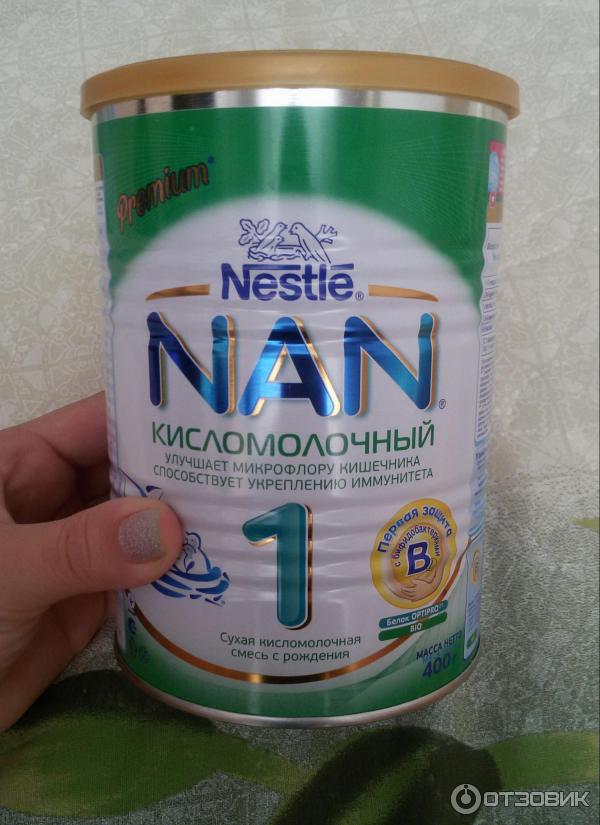 Premium*
Nestlé®
NAN®
КИСЛОМОЛОЧНЫЙ
УЛУЧШАЕТ МИКРОФЛОРУ КИШЕЧНИКА
СПОСОБСТВУЕТ УКРЕПЛЕНИЮ ИММУНИТЕТА
1
Первая защита
с бифидобактериями
B
Белок OPTIPRO
BIO
Сухая кисломолочная
смесь с рождения
МАССА НЕТТО
400 г
ОТЗОВИК